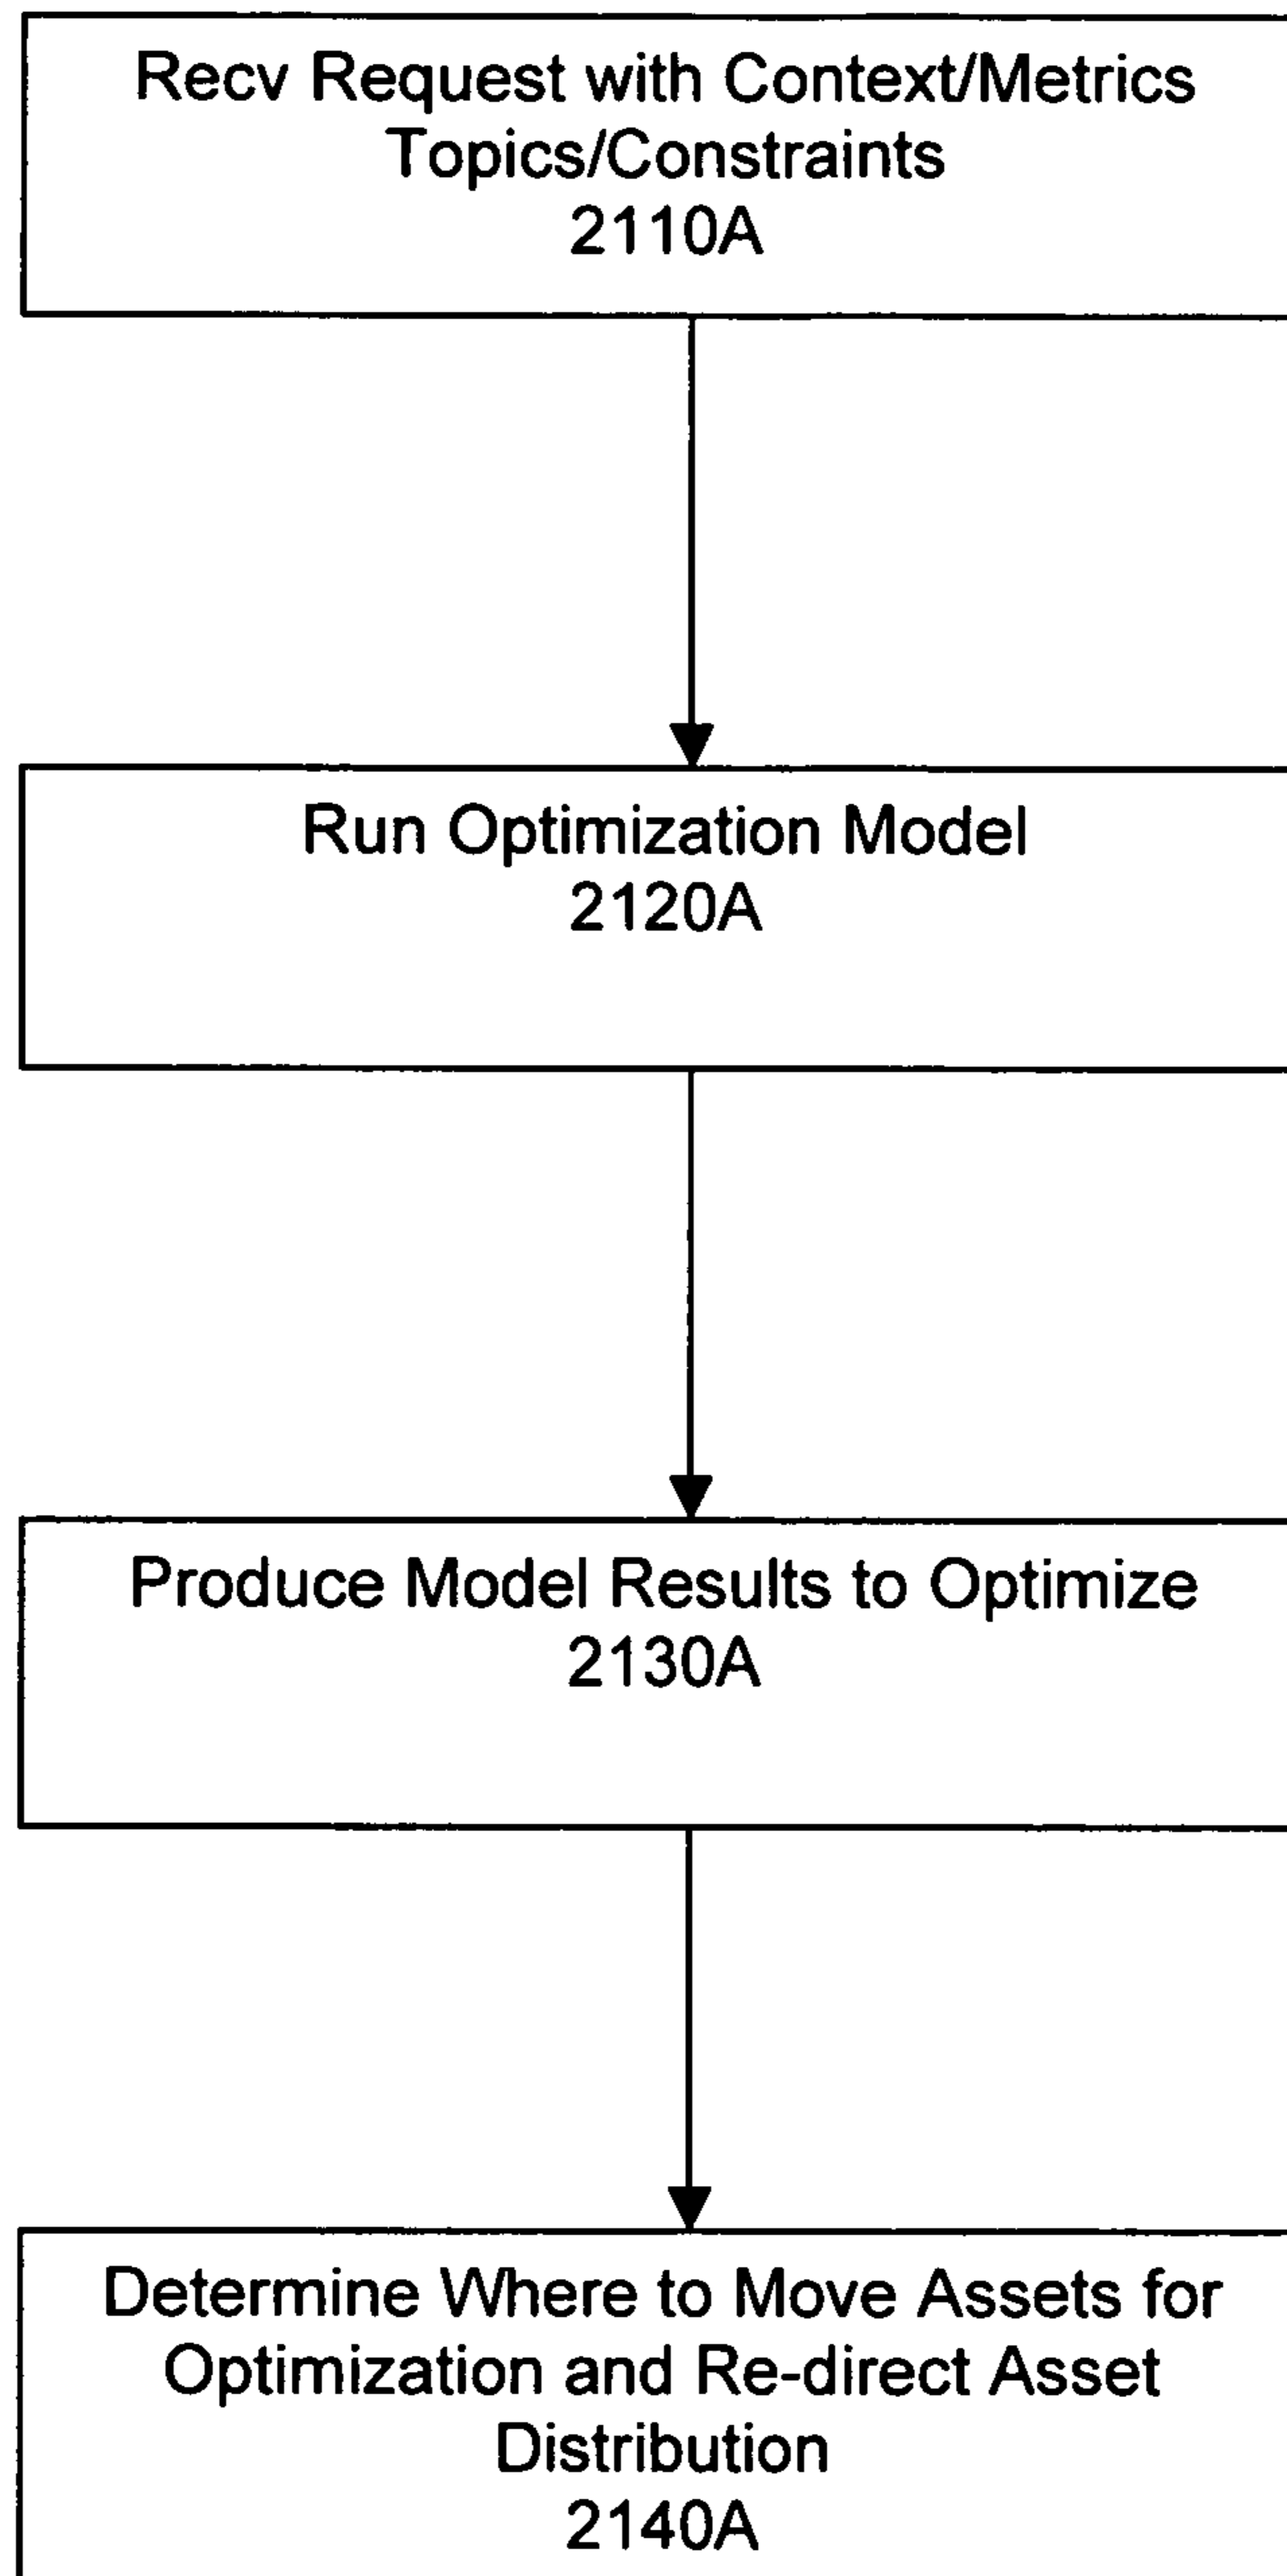 Recv Request with Context/Metrics
Topics/Constraints
2110A
Run Optimization Model
2120A
Produce Model Results to Optimize
2130A
Determine Where to Move Assets for
Optimization and Re-direct Asset
Distribution
2140A